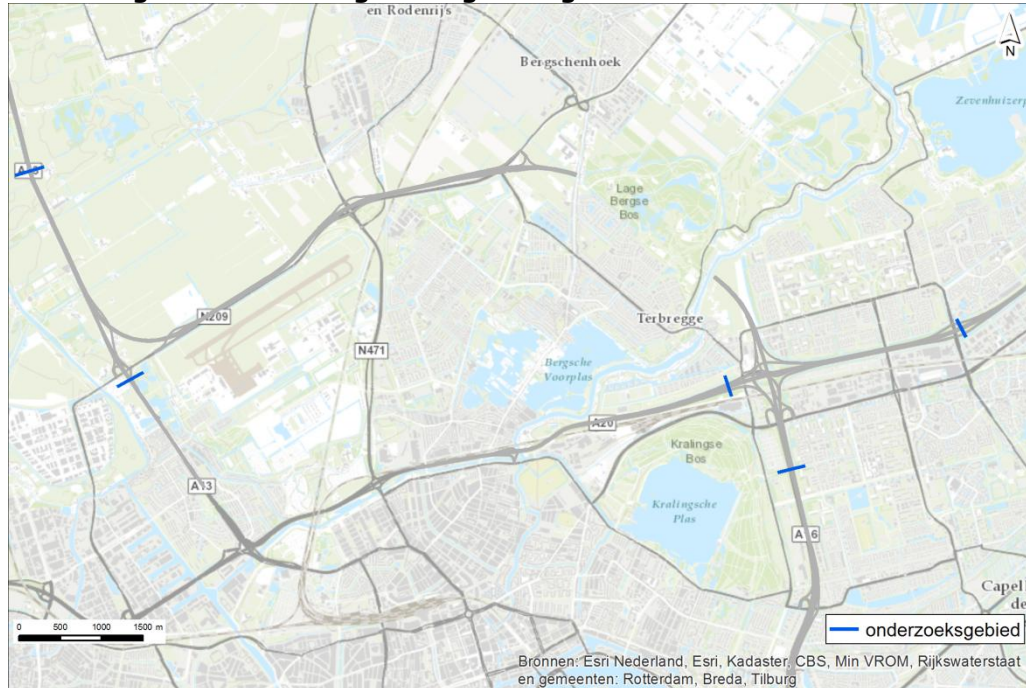 en Rodenrijs
Bergschenhoek
N
Zevenhuizerp
Lage
Bergse
Bos
N209
Terbregge
N471
Bergsche
Voorplas
A20
Kralingse
Bos
A13
Kralingsche
Plas
A16
Capel
de
0 500 1000 1500 m
onderzoeksgebied
Bronnen: Esri Nederland, Esri, Kadaster, CBS, Min VROM, Rijkswaterstaat
en gemeenten: Rotterdam, Breda, Tilburg